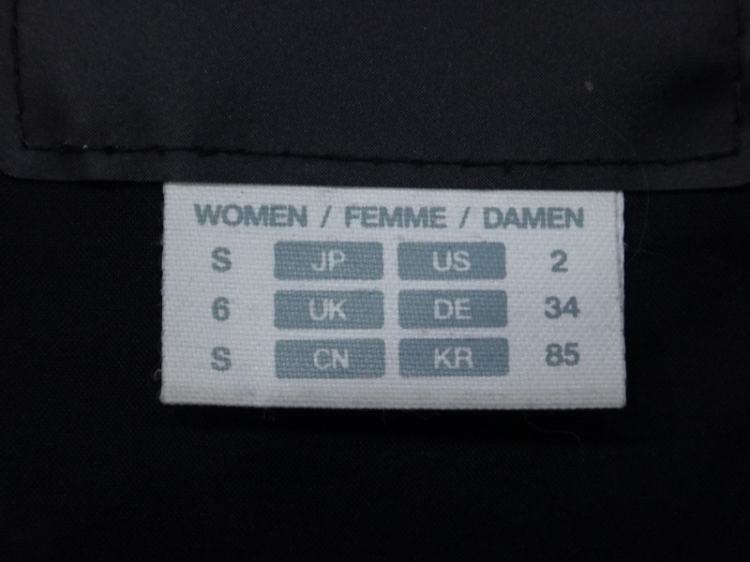 WOMEN / FEMME / DAMEN
S JP US 2
6 UK DE 34
S CN KR 85